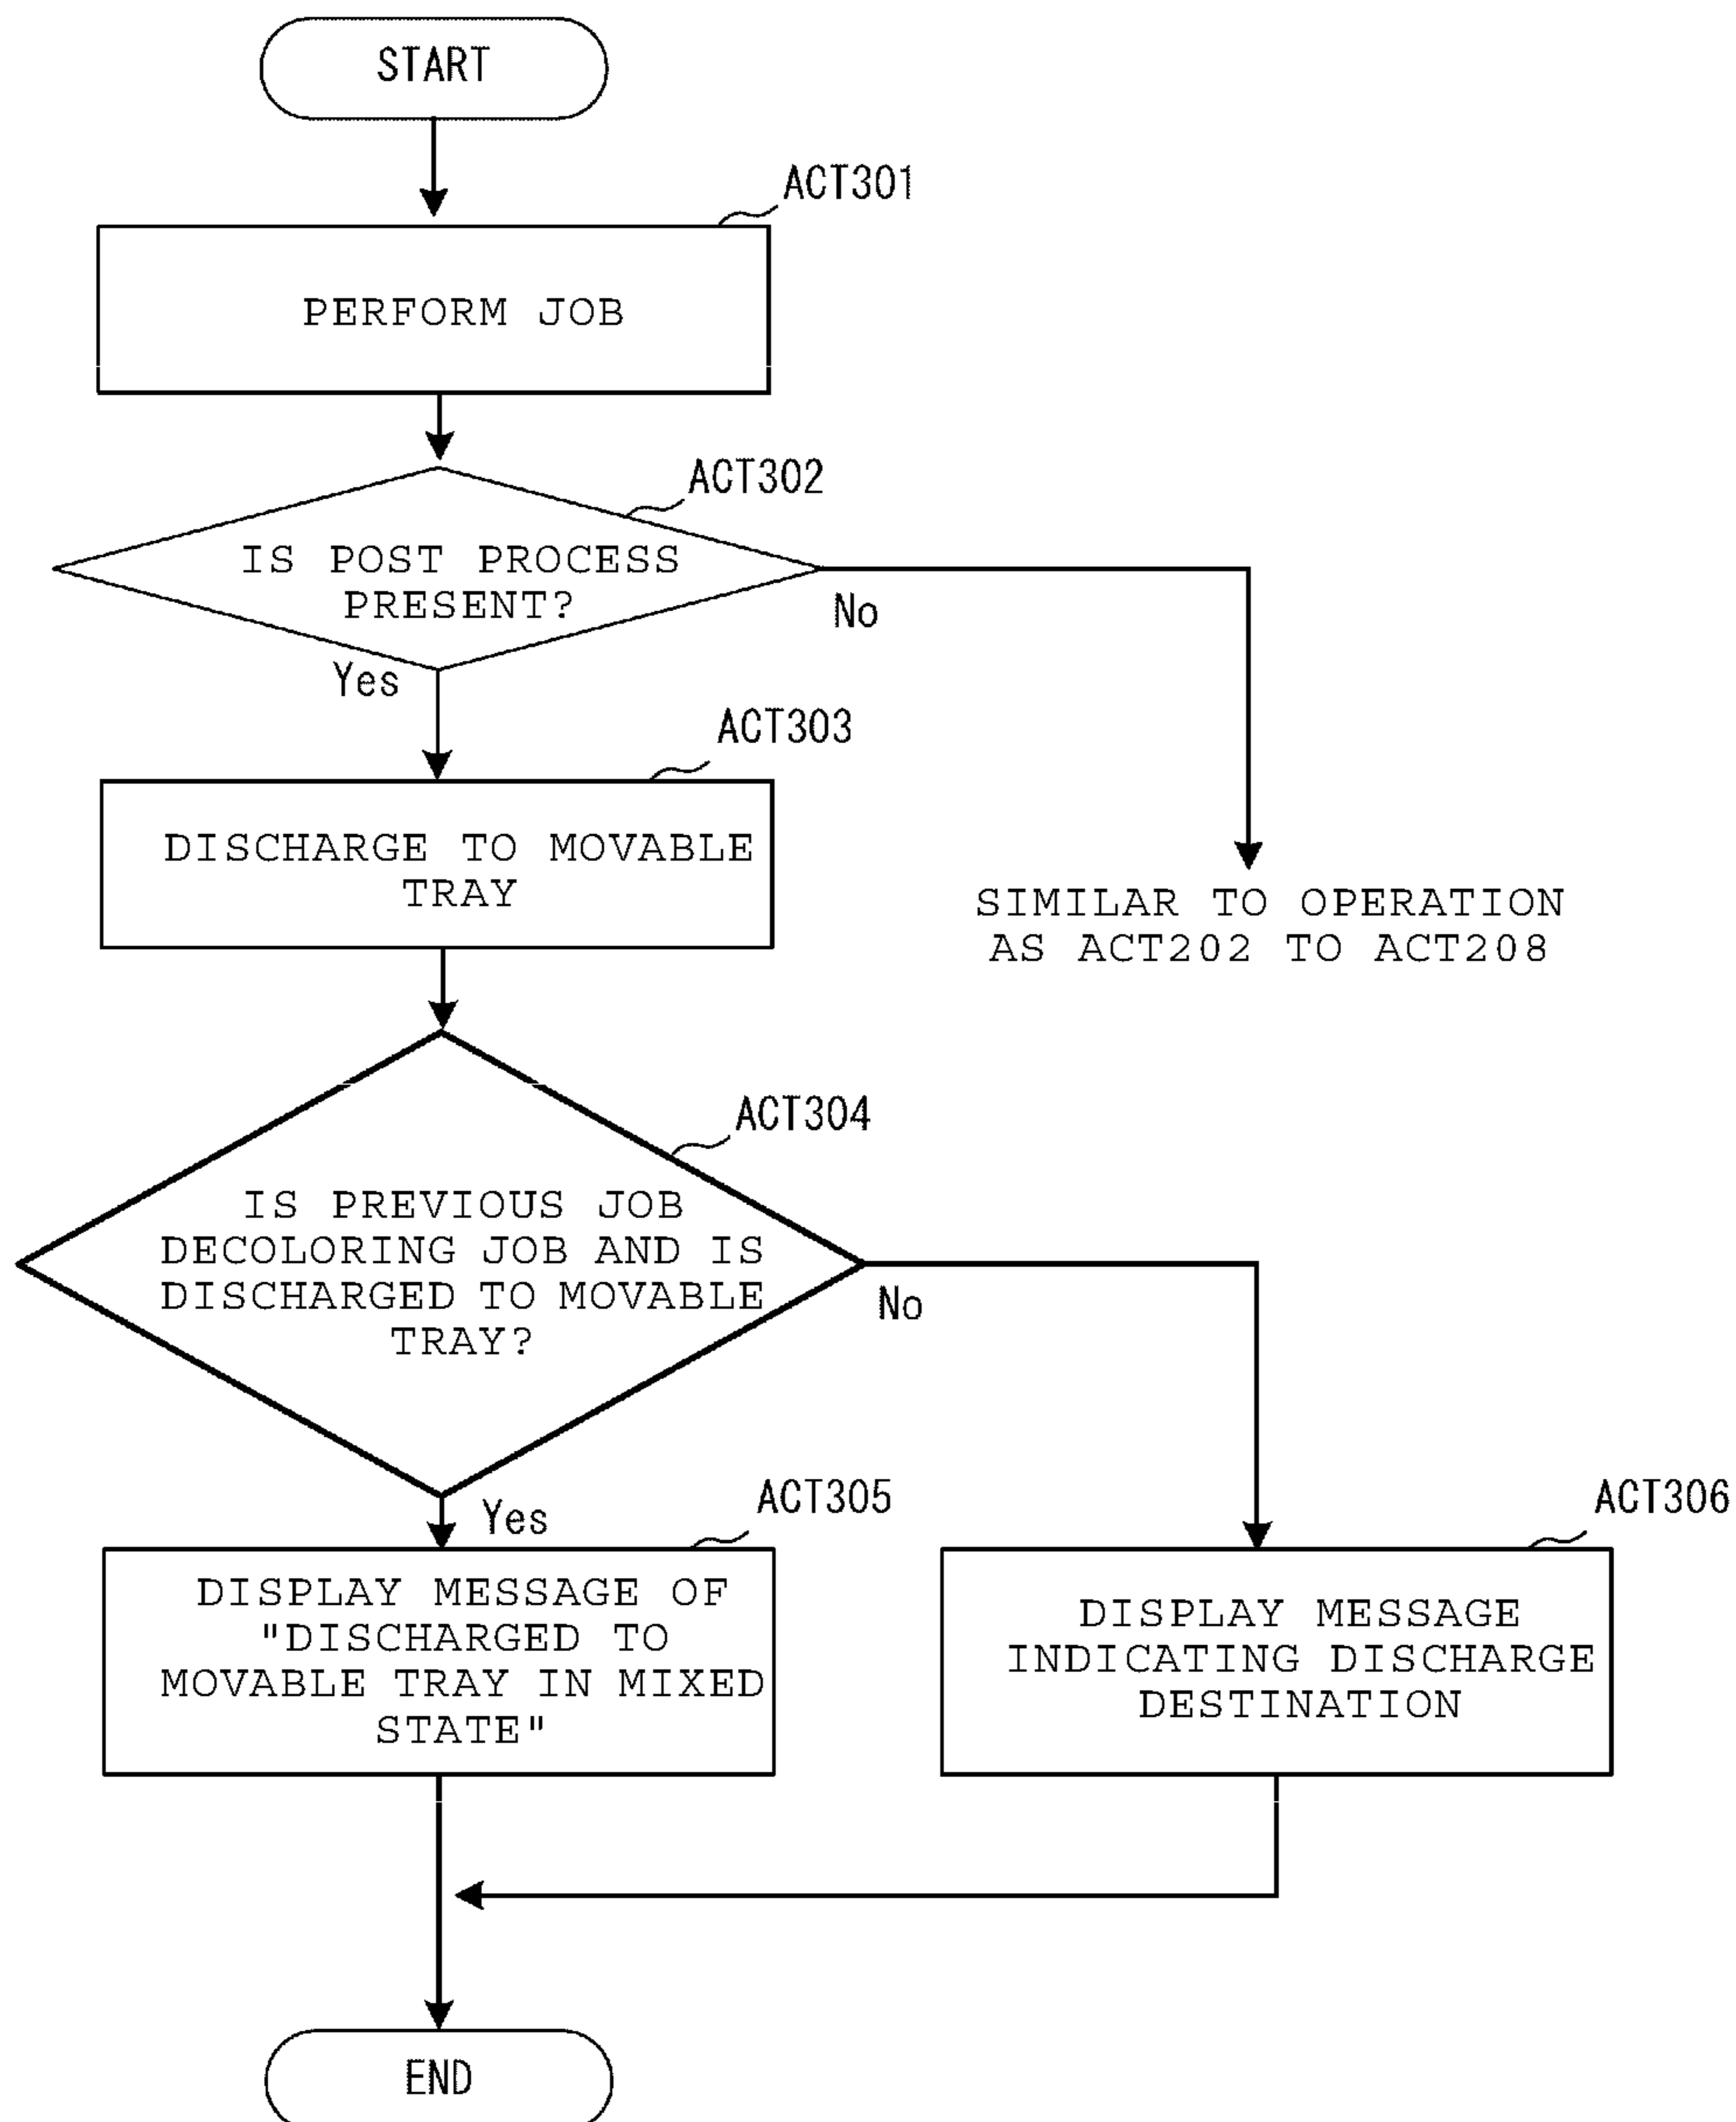 START
ACT301
PERFORM JOB
ACT302
IS POST PROCESS
PRESENT?
No
Yes
ACT303
DISCHARGE TO MOVABLE
TRAY
SIMILAR TO OPERATION
AS ACT202 TO ACT208
ACT304
IS PREVIOUS JOB
DECOLORING JOB AND IS
DISCHARGED TO MOVABLE
TRAY?
No
Yes
ACT305
DISPLAY MESSAGE OF
"DISCHARGED TO
MOVABLE TRAY IN MIXED
STATE"
ACT306
DISPLAY MESSAGE
INDICATING DISCHARGE
DESTINATION
END